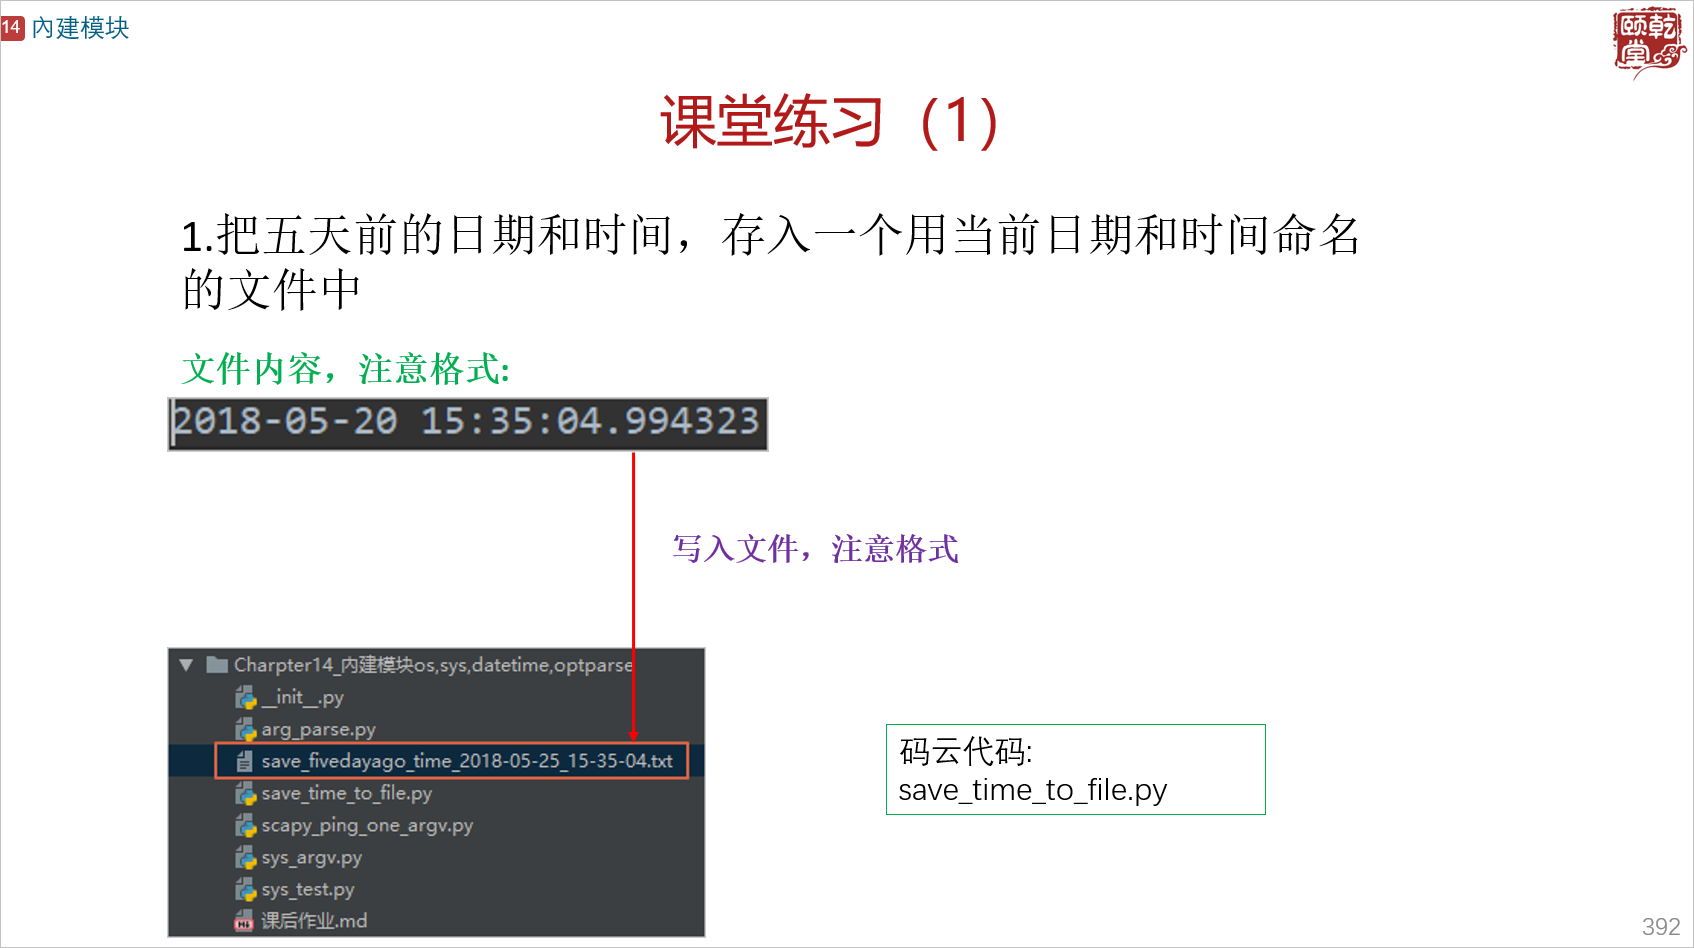 14 内建模块
颐乾堂
课堂练习（1）
1.把五天前的日期和时间，存入一个用当前日期和时间命名
的文件中
文件内容，注意格式:
2018-05-20 15:35:04.994323
写入文件，注意格式
Charpter14_内建模块os,sys,datetime,optparse
__init__.py
arg_parse.py
save_fivedayago_time_2018-05-25_15-35-04.txt
save_time_to_file.py
scapy_ping_one_argv.py
sys_argv.py
sys_test.py
课后作业.md
码云代码:
save_time_to_file.py
392